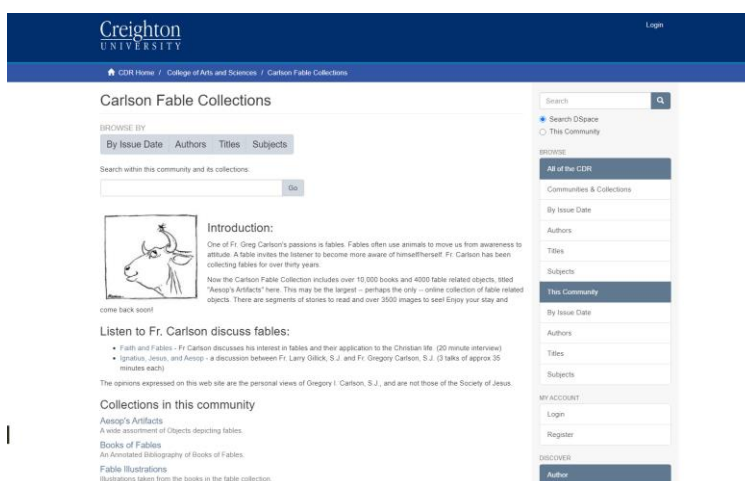 Creighton
UNIVERSITY
Login
CDR Home / College of Arts and Sciences / Carlson Fable Collections
Carlson Fable Collections
BROWSE BY
By Issue Date Authors Titles Subjects
Search within this community and its collections:
Go
Introduction:
One of Fr. Greg Carlson's passions is fables. Fables often use animals to move us from awareness to
attitude. A fable invites the listener to become more aware of himself/herself. Fr. Carlson has been
collecting fables for over thirty years.
Now the Carlson Fable Collection includes over 10,000 books and 4000 fable related objects, titled
"Aesop's Artifacts" here. This may be the largest -- perhaps the only -- online collection of fable related
objects. There are segments of stories to read and over 3500 images to see! Enjoy your stay and
come back soon!
Listen to Fr. Carlson discuss fables:
Faith and Fables - Fr Carlson discusses his interest in fables and their application to the Christian life. (20 minute interview)
Ignatius, Jesus, and Aesop - a discussion between Fr. Larry Gillick, S.J. and Fr. Gregory Carlson, S.J. (3 talks of approx 35
minutes each)
The opinions expressed on this web site are the personal views of Gregory I. Carlson, S.J., and are not those of the Society of Jesus.
Collections in this community
Aesop's Artifacts
A wide assortment of Objects depicting fables.
Books of Fables
An Annotated Bibliography of Books of Fables.
Fable Illustrations
Illustrations taken from the books in the fable collection.
Search
Search DSpace
This Community
BROWSE
All of the CDR
Communities & Collections
By Issue Date
Authors
Titles
Subjects
This Community
By Issue Date
Authors
Titles
Subjects
MY ACCOUNT
Login
Register
DISCOVER
Author